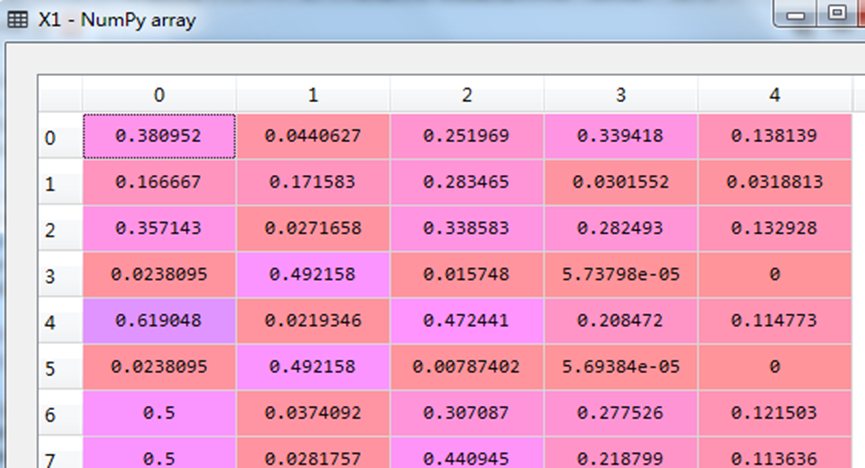 X1 - NumPy array
0 1 2 3 4
0 0.380952 0.0440627 0.251969 0.339418 0.138139
1 0.166667 0.171583 0.283465 0.0301552 0.0318813
2 0.357143 0.0271658 0.338583 0.282493 0.132928
3 0.0238095 0.492158 0.015748 5.73798e-05 0
4 0.619048 0.0219346 0.472441 0.208472 0.114773
5 0.0238095 0.492158 0.00787402 5.69384e-05 0
6 0.5 0.0374092 0.307087 0.277526 0.121503
7 0.5 0.0281757 0.440945 0.218799 0.113636